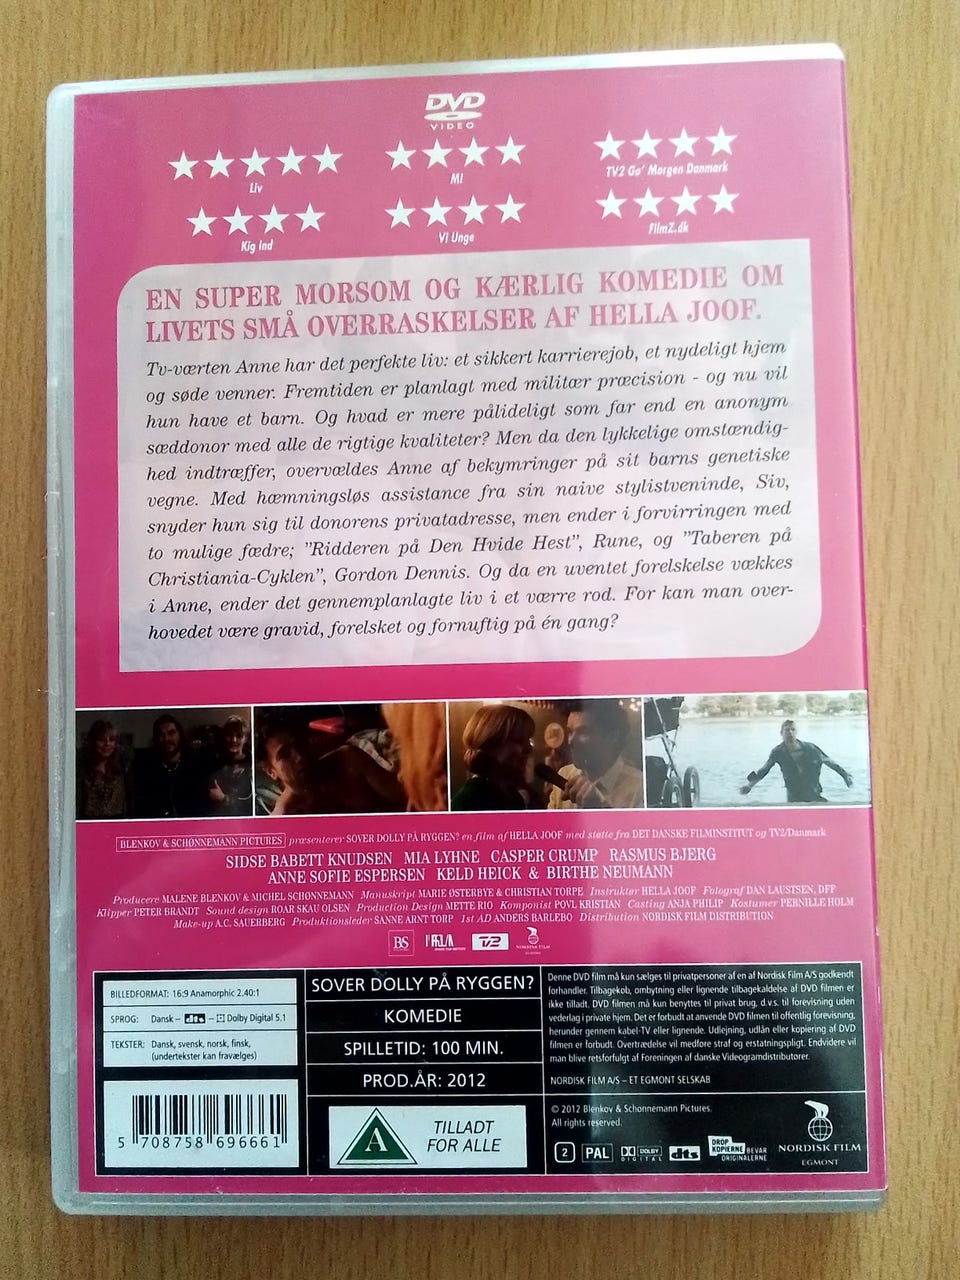 DVD
VIDEO
Liv
M!
TV2 Go' Morgen Danmark
Kig Ind
Vi Unge
FilmZ.dk
EN SUPER MORSOM OG KÆRLIG KOMEDIE OM
LIVETS SMÅ OVERRASKELSER AF HELLA JOOF.
Tv-værten Anne har det perfekte liv: et sikkert karrierejob, et nydeligt hjem
og søde venner. Fremtiden er planlagt med militær præcision - og nu vil
hun have et barn. Og hvad er mere pålideligt som far end en anonym
sæddonor med alle de rigtige kvaliteter? Men da den lykkelige omstændig-
hed indtræffer, overvældes Anne af bekymringer på sit barns genetiske
vegne. Med hæmningsløs assistance fra sin naive stylistveninde, Siv,
snyder hun sig til donorens privatadresse, men ender i forvirringen med
to mulige fædre; "Ridderen på Den Hvide Hest", Rune, og "Taberen på
Christiania-Cyklen", Gordon Dennis. Og da en uventet forelskelse vækkes
i Anne, ender det gennemplanlagte liv i et værre rod. For kan man over-
hovedet være gravid, forelsket og fornuftig på én gang?
BLENKOV & SCHØNNEMANN PICTURES præsenterer SOVER DOLLY PÅ RYGGEN? en film af HELLA JOOF med støtte fra DET DANSKE FILMINSTITUT og TV2/Danmark
SIDSE BABETT KNUDSEN MIA LYHNE CASPER CRUMP RASMUS BJERG
ANNE SOFIE ESPERSEN KELD HEICK & BIRTHE NEUMANN
Producere MALENE BLENKOV & MICHEL SCHØNNEMANN Manuskript MARIE ØSTERBYE & CHRISTIAN TORPE Instruktør HELLA JOOF Fotograf DAN LAUSTSEN, DFF
Klipper PETER BRANDT Sound design ROAR SKAU OLSEN Production Design METTE RIO Komponist POVL KRISTIAN Casting ANJA PHILIP Kostumer PERNILLE HOLM
Make-up A.C. SAUERBERG Produktionsleder SANNE ARNT TORP 1st AD ANDERS BARLEBO Distribution NORDISK FILM DISTRIBUTION
BS TV2 NORDISK FILM
BILLEDFORMAT: 16:9 Anamorphic 2.40:1
SPROG: Dansk – dts – Dolby Digital 5.1
TEKSTER: Dansk, svensk, norsk, finsk,
(undertekster kan fravælges)
5 708758 696661
SOVER DOLLY PÅ RYGGEN?
KOMEDIE
SPILLETID: 100 MIN.
PROD.ÅR: 2012
A
TILLADT
FOR ALLE
Denne DVD film må kun sælges til privatpersoner af en af Nordisk Film A/S godkendt
forhandler. Tilbagekøb, ombytning eller lignende tilbagekaldelse af DVD filmen er
ikke tilladt. DVD filmen må kun benyttes til privat brug, d.v.s. til forevisning uden
vederlag i private hjem. Det er forbudt at anvende DVD filmen til offentlig forevisning,
herunder gennem kabel-TV eller lignende. Udlejning, udlån eller kopiering af DVD
filmen er forbudt. Overtrædelse vil medføre straf og erstatningspligt. Endvidere vil
man blive retsforfulgt af Foreningen af danske Videogramdistributører.
NORDISK FILM A/S – ET EGMONT SELSKAB
© 2012 Blenkov & Schønnemann Pictures.
All rights reserved.
2 PAL DOLBY DIGITAL dts DROP KOPIERNE BEVAR ORIGINALERNE
NORDISK FILM
EGMONT